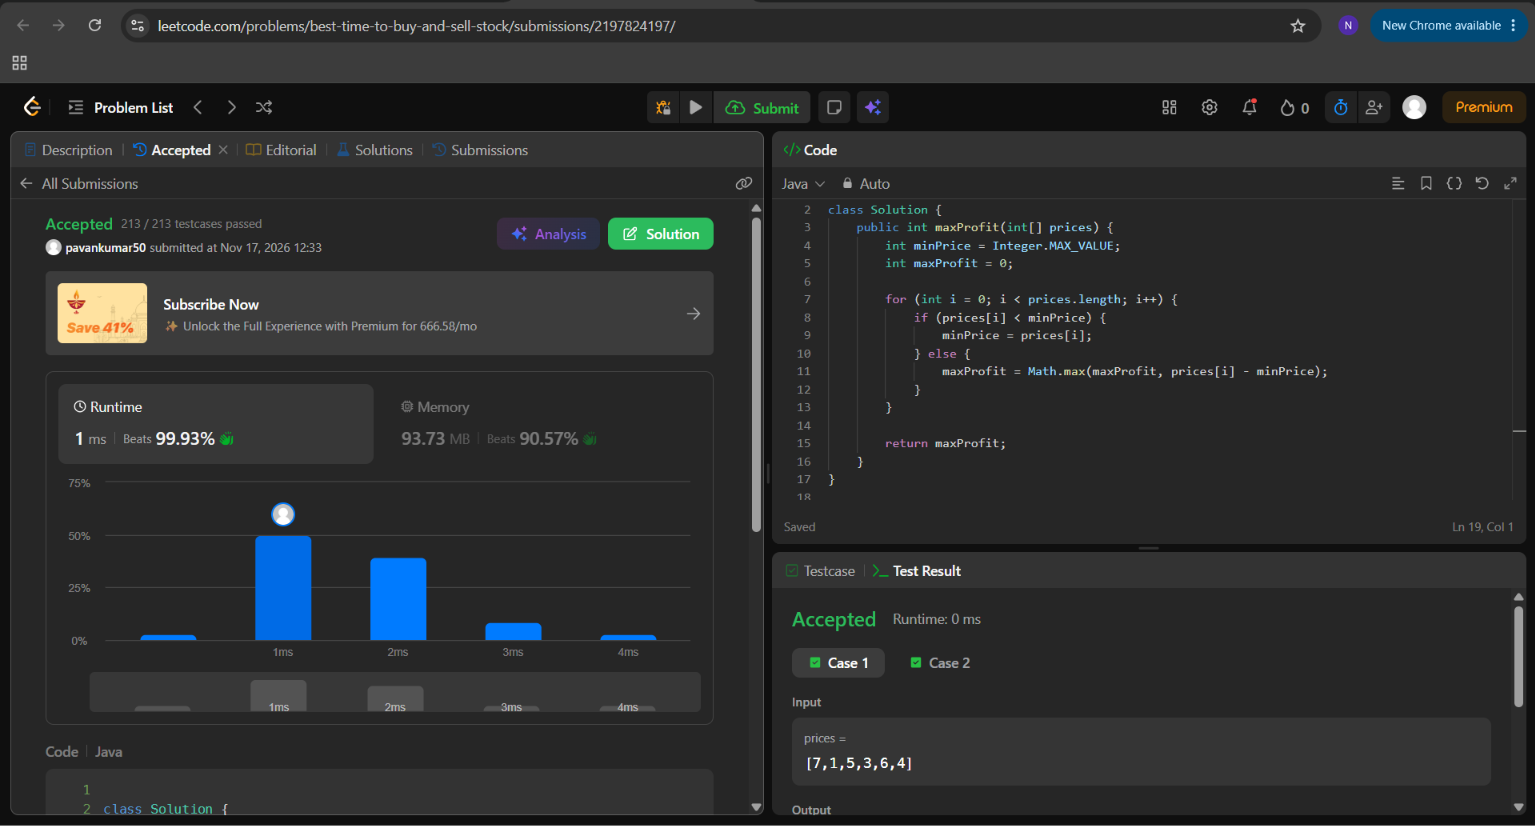 leetcode.com/problems/best-time-to-buy-and-sell-stock/submissions/2197824197/
N
New Chrome available
Problem List
Submit
0
Premium
Description
Accepted
Editorial
Solutions
Submissions
All Submissions
Accepted 213 / 213 testcases passed
pavankumar50 submitted at Nov 17, 2026 12:33
Analysis
Solution
Save 41%
Subscribe Now
✨ Unlock the Full Experience with Premium for 666.58/mo
Runtime
1 ms Beats 99.93%
Memory
93.73 MB Beats 90.57%
75%
50%
25%
0%
1ms 2ms 3ms 4ms
1ms 2ms 3ms 4ms
Code Java
1
2 class Solution {
</> Code
Java Auto
2 class Solution {
3 public int maxProfit(int[] prices) {
4 int minPrice = Integer.MAX_VALUE;
5 int maxProfit = 0;
6
7 for (int i = 0; i < prices.length; i++) {
8 if (prices[i] < minPrice) {
9 minPrice = prices[i];
10 } else {
11 maxProfit = Math.max(maxProfit, prices[i] - minPrice);
12 }
13 }
14
15 return maxProfit;
16 }
17 }
18
Saved
Ln 19, Col 1
Testcase
>_ Test Result
Accepted Runtime: 0 ms
Case 1
Case 2
Input
prices =
[7,1,5,3,6,4]
Output